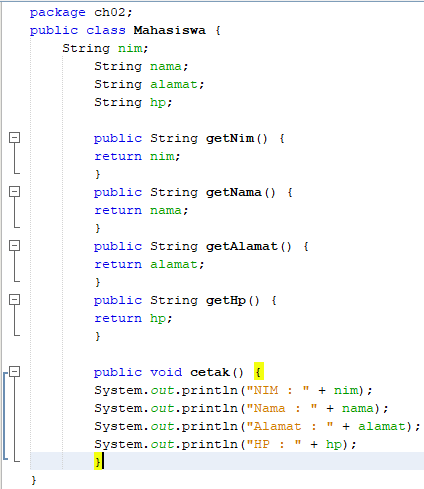 package ch02;
public class Mahasiswa {
String nim;
String nama;
String alamat;
String hp;
public String getNim() {
return nim;
}
public String getNama() {
return nama;
}
public String getAlamat() {
return alamat;
}
public String getHp() {
return hp;
}
public void cetak() {
System.out.println("NIM : " + nim);
System.out.println("Nama : " + nama);
System.out.println("Alamat : " + alamat);
System.out.println("HP : " + hp);
}
}